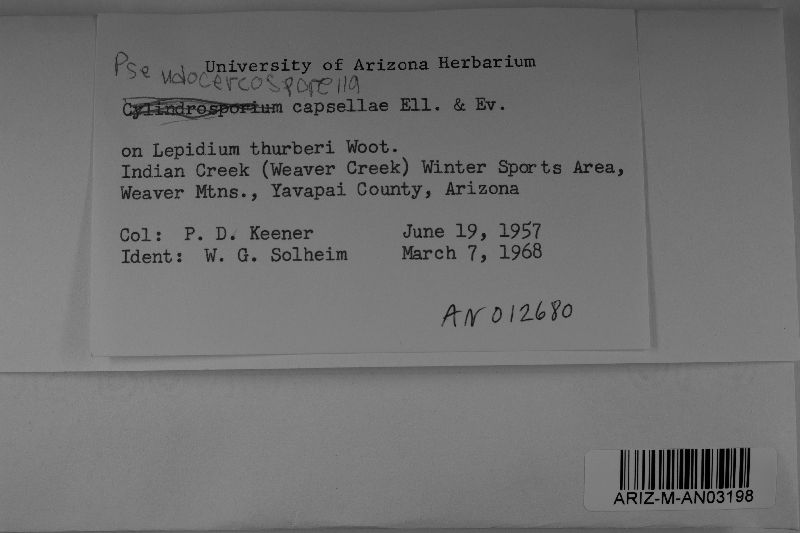 University of Arizona Herbarium
Pseudocercosporella
Cylindrosporium capsellae Ell. & Ev.
on Lepidium thurberi Woot.
Indian Creek (Weaver Creek) Winter Sports Area,
Weaver Mtns., Yavapai County, Arizona
Col: P. D. Keener June 19, 1957
Ident: W. G. Solheim March 7, 1968
AN012680
ARIZ-M-AN03198